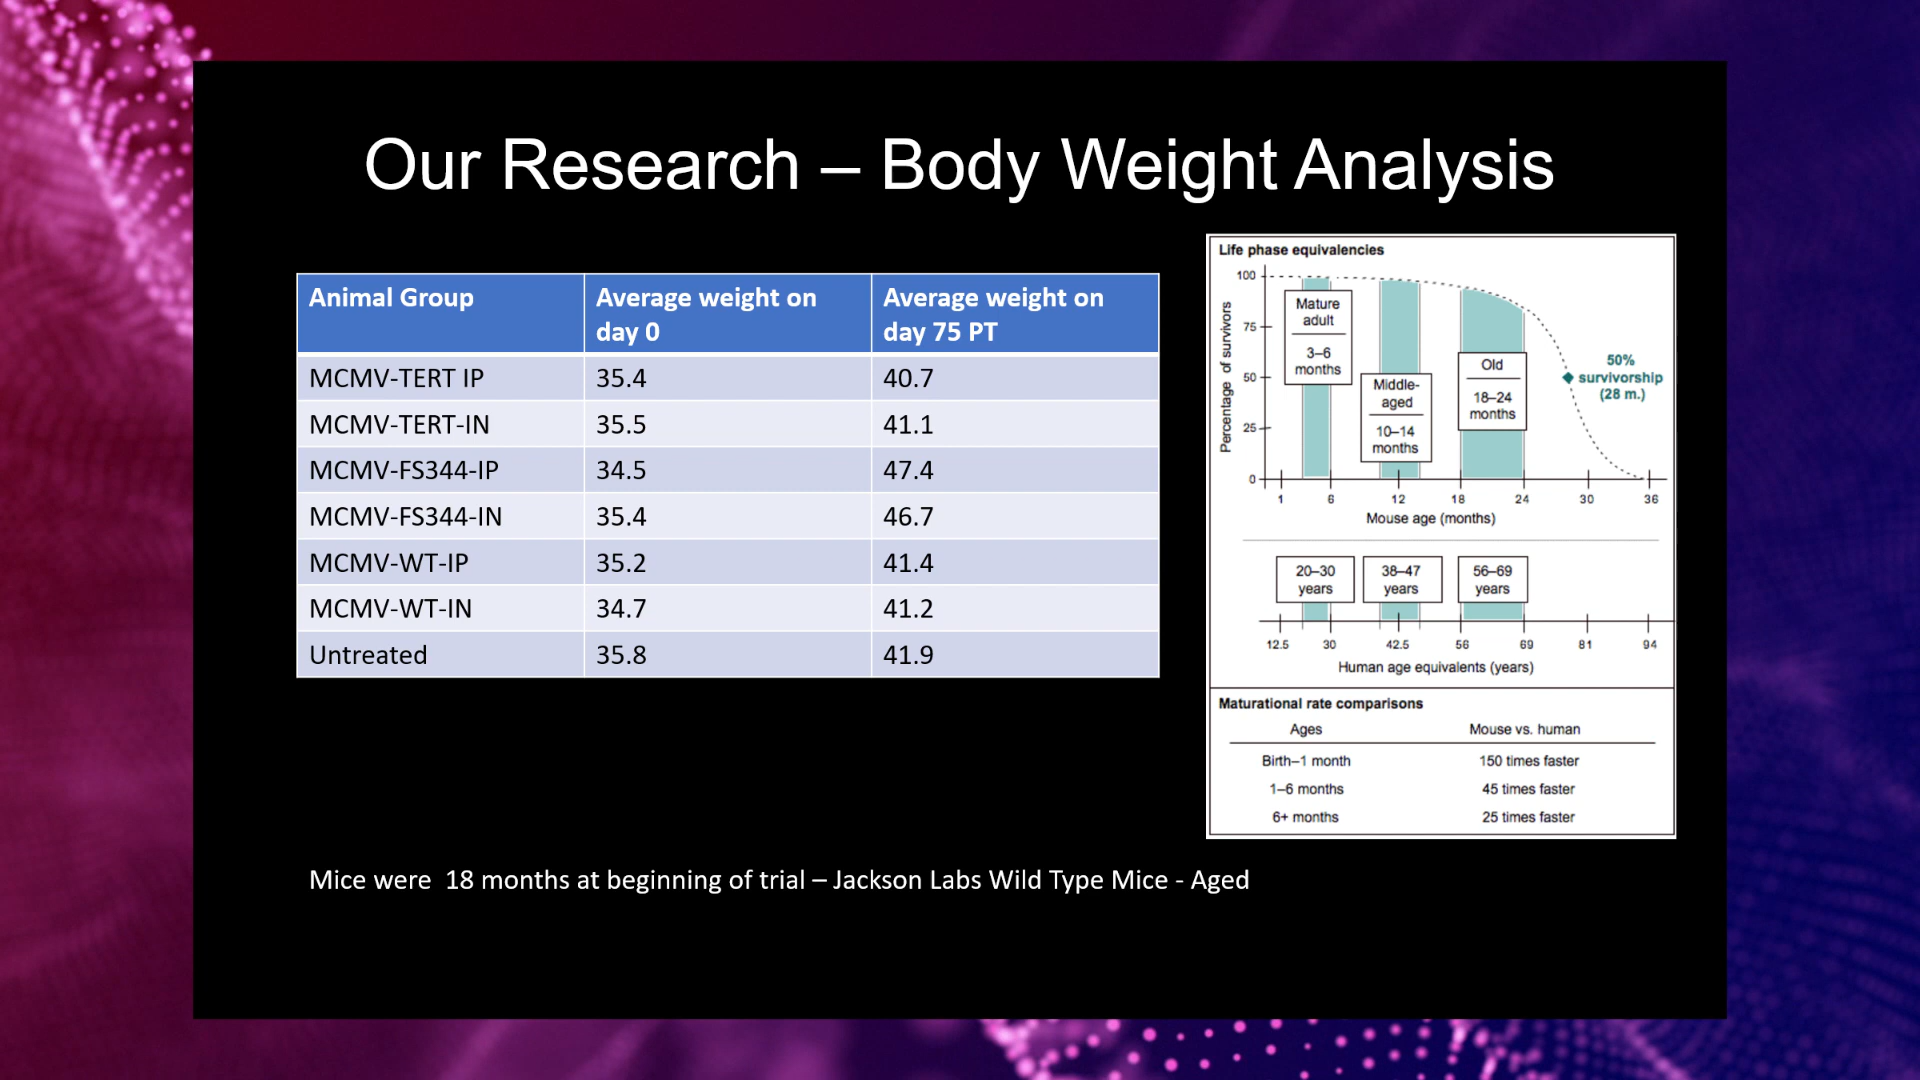 Our Research – Body Weight Analysis
Animal Group
Average weight on
day 0
Average weight on
day 75 PT
MCMV-TERT IP 35.4 40.7
MCMV-TERT-IN 35.5 41.1
MCMV-FS344-IP 34.5 47.4
MCMV-FS344-IN 35.4 46.7
MCMV-WT-IP 35.2 41.4
MCMV-WT-IN 34.7 41.2
Untreated 35.8 41.9
Life phase equivalencies
Percentage of survivors
100
75
50
25
0
Mature
adult
3–6
months
Middle-
aged
10–14
months
Old
18–24
months
50%
survivorship
(28 m.)
1 6 12 18 24 30 36
Mouse age (months)
20–30
years
38–47
years
56–69
years
12.5 30 42.5 56 69 81 94
Human age equivalents (years)
Maturational rate comparisons
Ages Mouse vs. human
Birth–1 month 150 times faster
1–6 months 45 times faster
6+ months 25 times faster
Mice were 18 months at beginning of trial – Jackson Labs Wild Type Mice - Aged